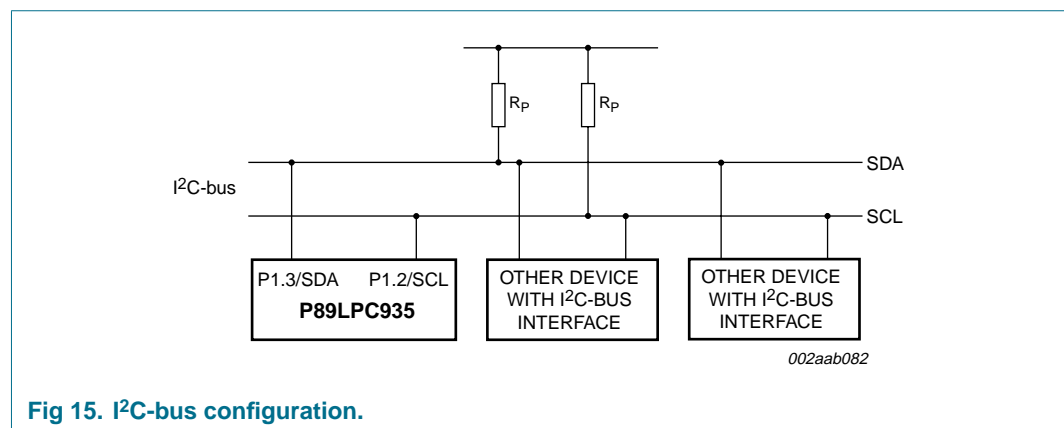 R_P R_P
SDA
I²C-bus
SCL
P1.3/SDA P1.2/SCL
P89LPC935
OTHER DEVICE
WITH I²C-BUS
INTERFACE
OTHER DEVICE
WITH I²C-BUS
INTERFACE
002aab082
Fig 15. I²C-bus configuration.